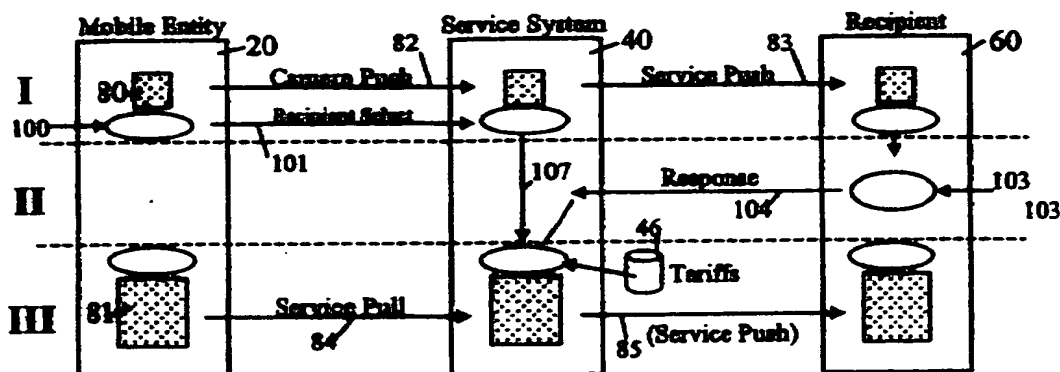 Mobile Entity
Service System
Recipient
20
40
60
82
83
I
80
Camera Push
Service Push
100
Recipient Select
101
107
II
Response
103
104
103
46
Tariffs
III
81
Service Pull
84
85
(Service Push)